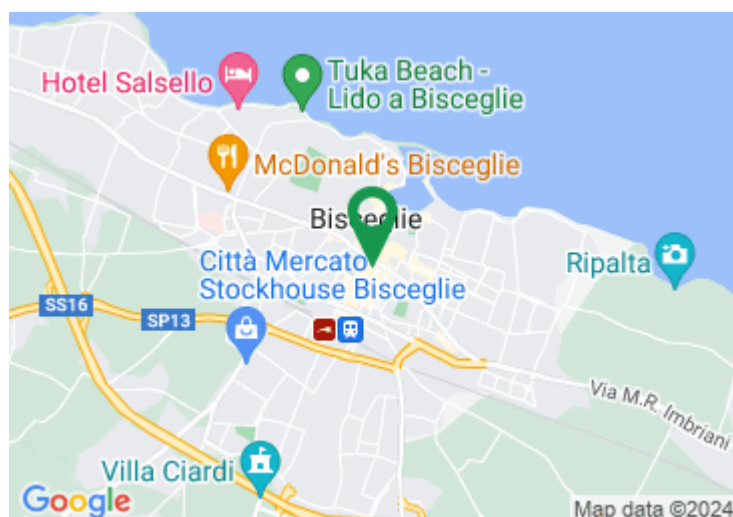 Hotel Salsello
Tuka Beach -
Lido a Bisceglie
McDonald's Bisceglie
Bisceglie
Città Mercato
Stockhouse Bisceglie
Ripalta
SS16
SP13
Via M.R. Imbriani
Villa Ciardi
Google
Map data ©2024